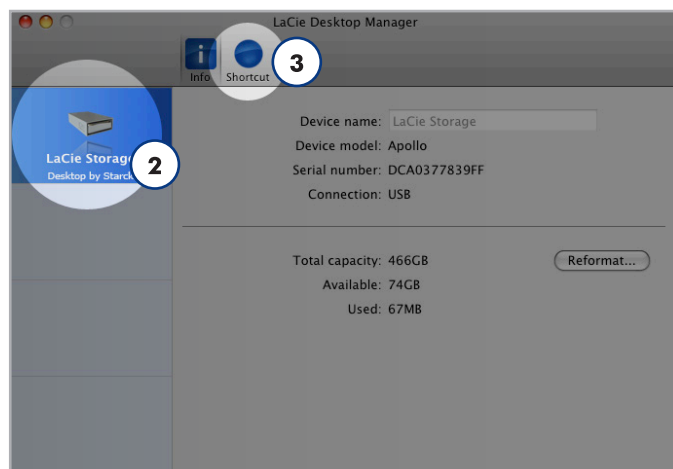 LaCie Desktop Manager
Info
Shortcut
3
LaCie Storage
Desktop by Starck
2
Device name: LaCie Storage
Device model: Apollo
Serial number: DCA0377839FF
Connection: USB
Total capacity: 466GB
Reformat...
Available: 74GB
Used: 67MB